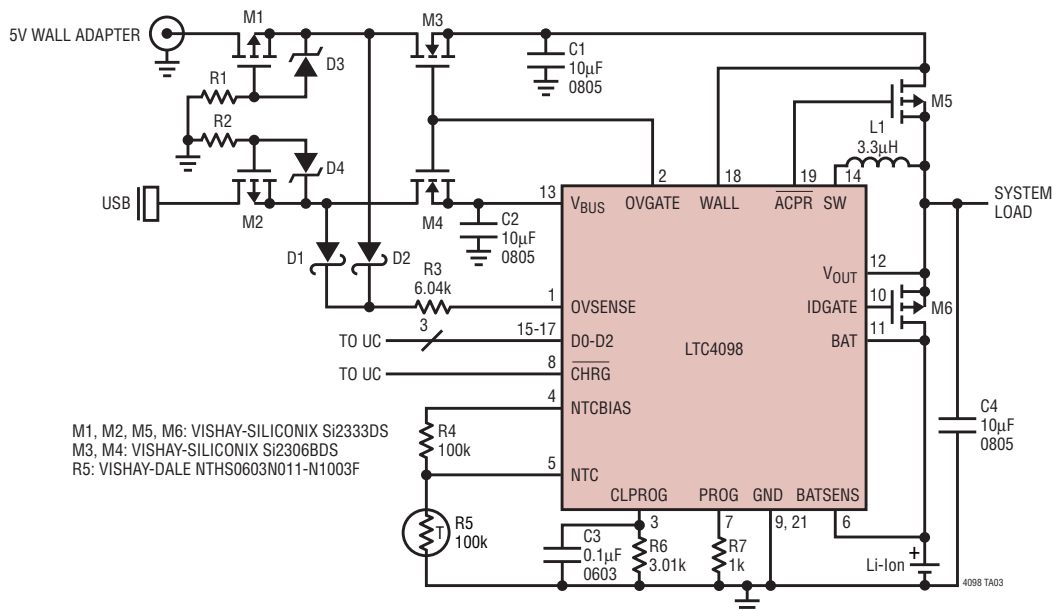 5V WALL ADAPTER
M1
M3
D3
R1
R2
D4
C1
10µF
0805
M5
L1
3.3µH
USB
M2
M4
C2
10µF
0805
13
2
18
19
14
VBUS
OVGATE
WALL
ACPR
SW
SYSTEM
LOAD
D1
D2
R3
6.04k
1
OVSENSE
VOUT
12
IDGATE
10
M6
BAT
11
TO UC
3
15-17
D0-D2
LTC4098
TO UC
8
CHRG
4
NTCBIAS
M1, M2, M5, M6: VISHAY-SILICONIX Si2333DS
M3, M4: VISHAY-SILICONIX Si2306BDS
R5: VISHAY-DALE NTHS0603N011-N1003F
R4
100k
C4
10µF
0805
5
NTC
CLPROG
PROG
GND
BATSENS
3
7
9, 21
6
T
R5
100k
C3
0.1µF
0603
R6
3.01k
R7
1k
Li-Ion
+
4098 TA03